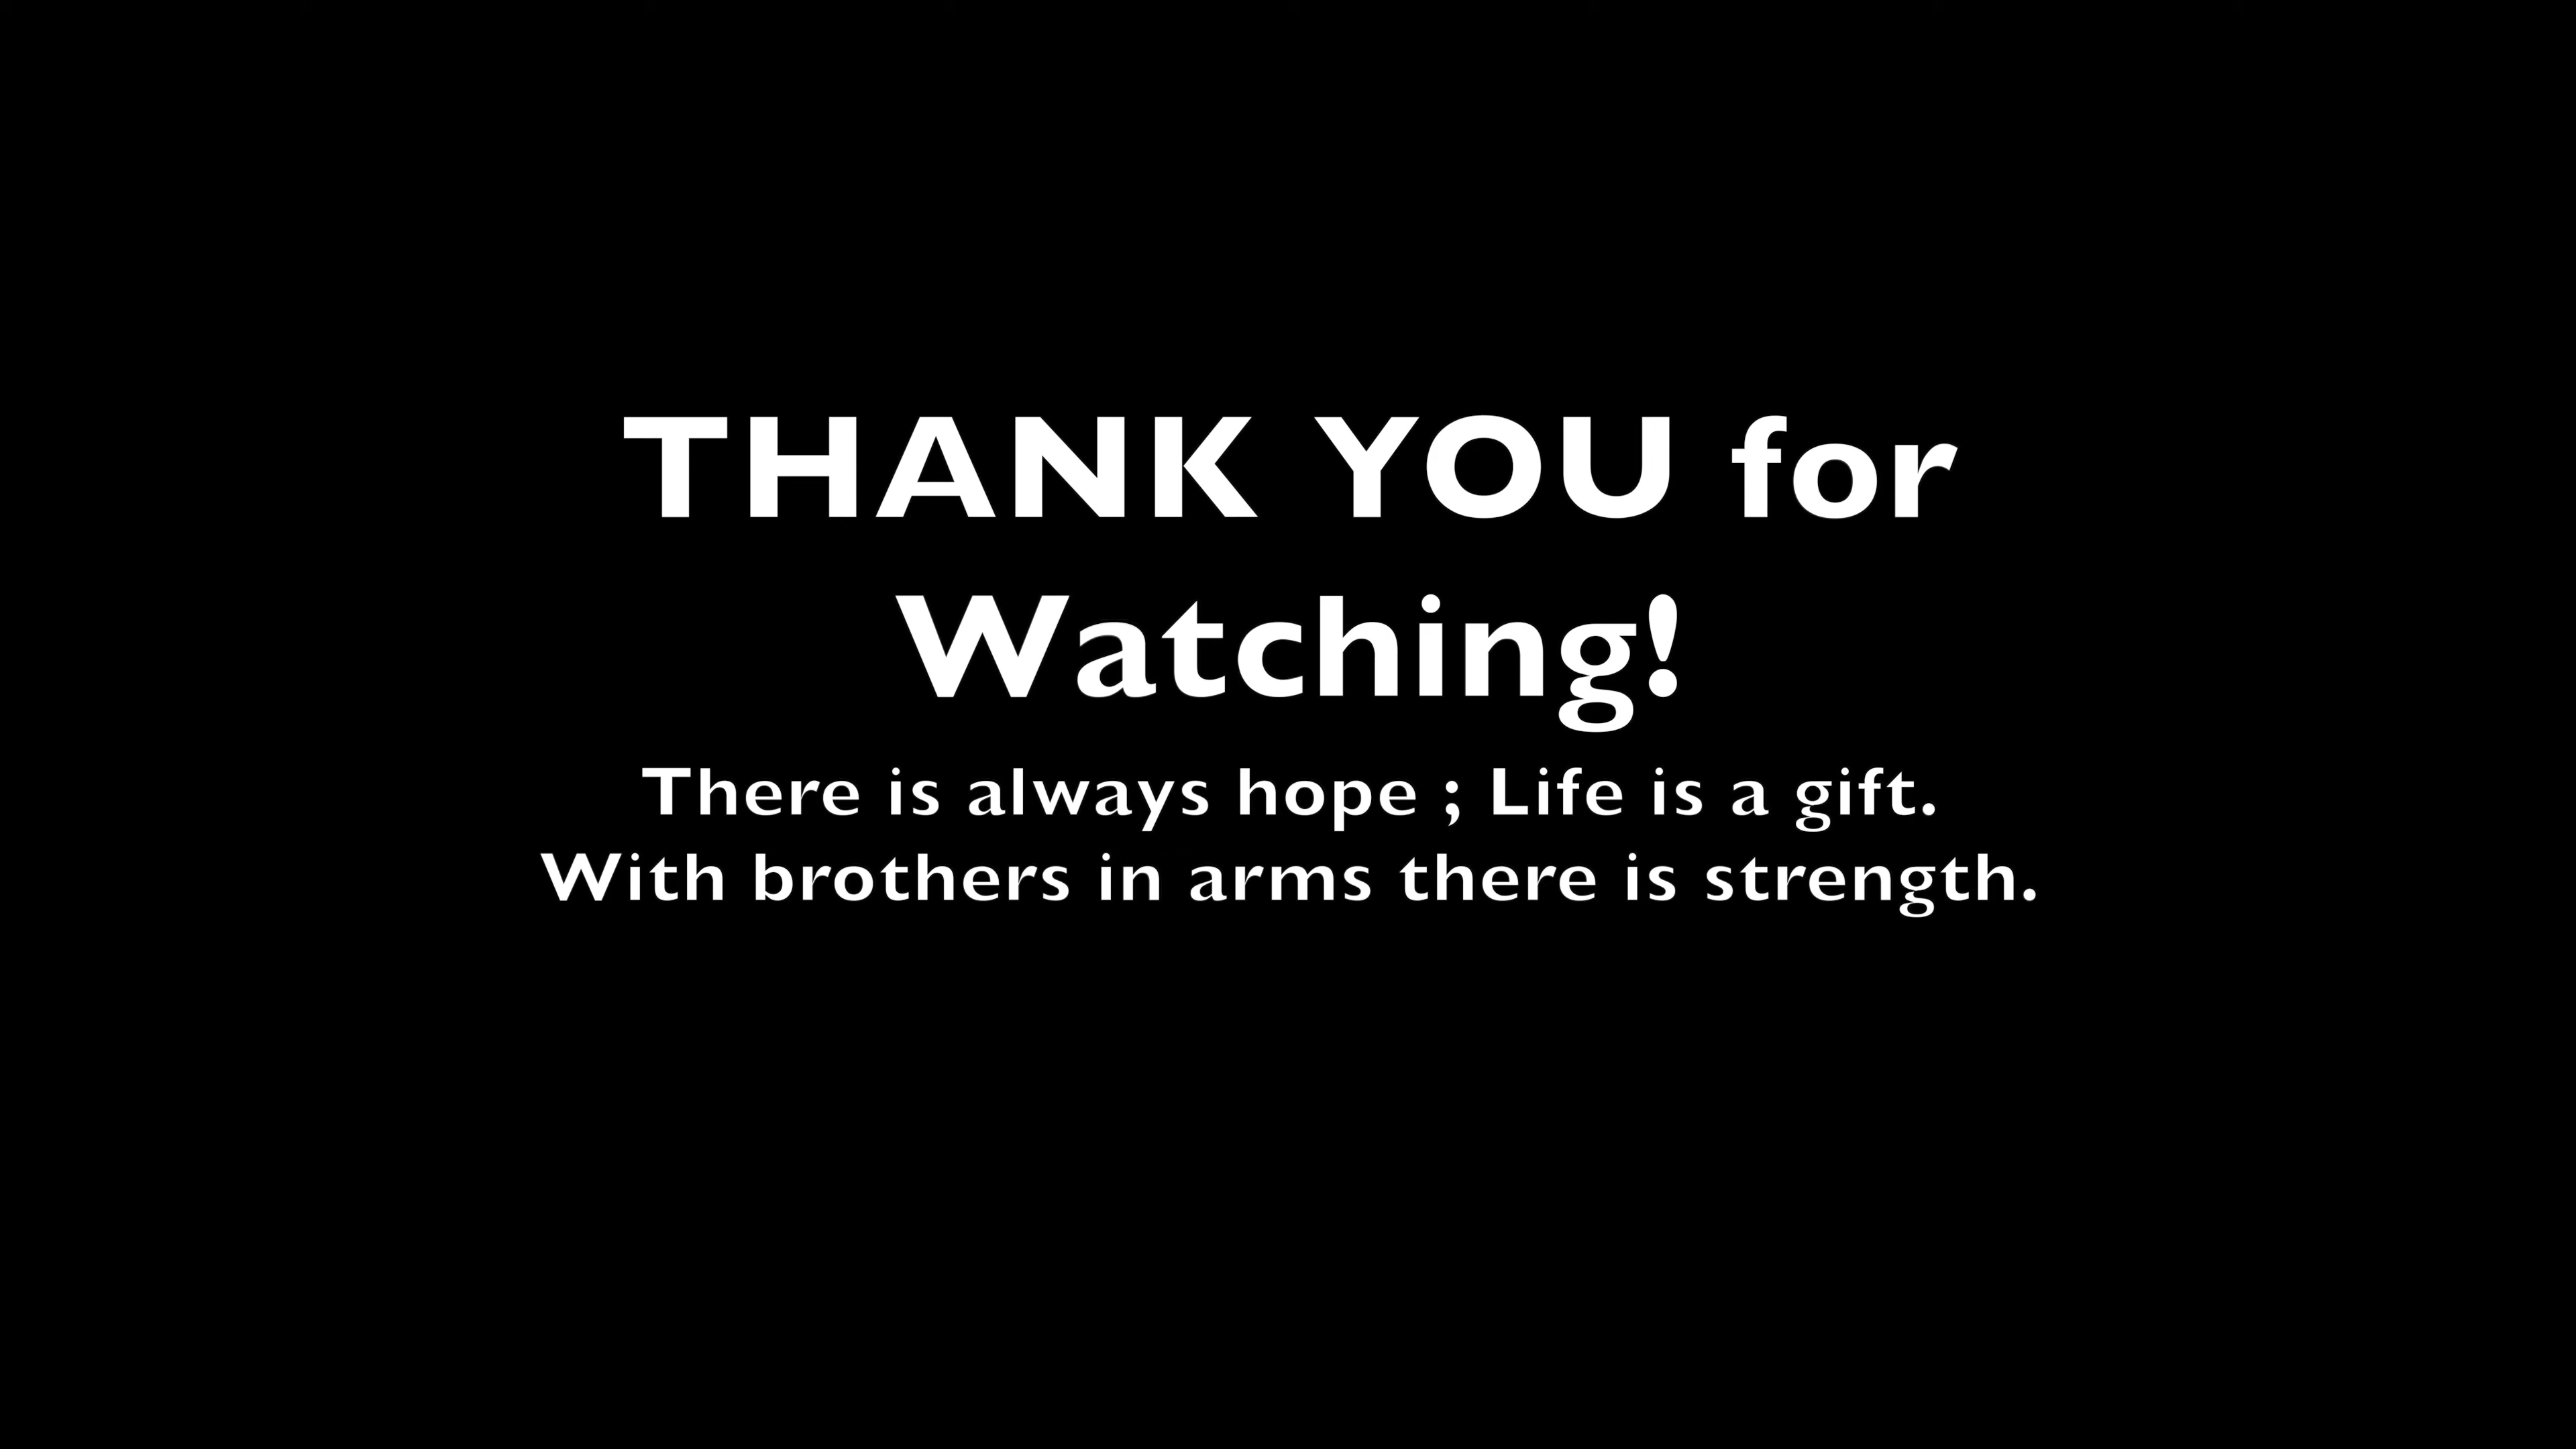 THANK YOU for
Watching!
There is always hope ; Life is a gift.
With brothers in arms there is strength.